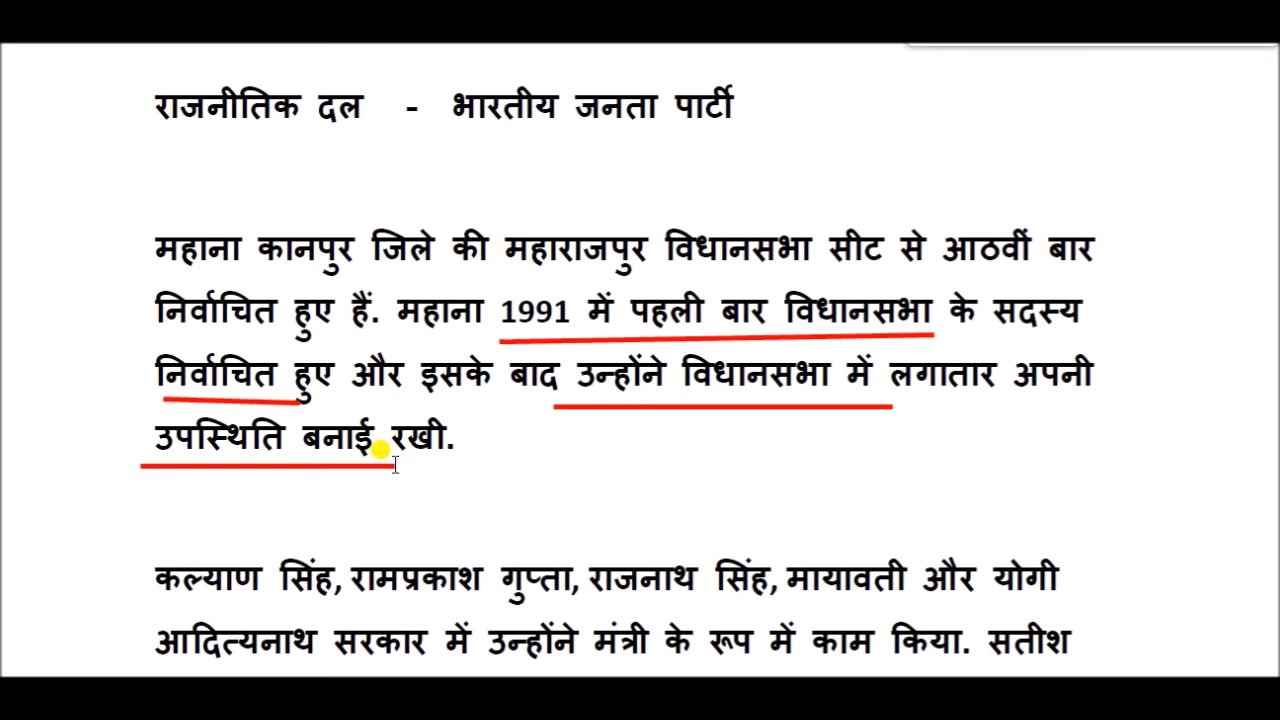 राजनीतिक दल - भारतीय जनता पार्टी
महाना कानपुर जिले की महाराजपुर विधानसभा सीट से आठवीं बार
निर्वाचित हुए हैं. महाना 1991 में पहली बार विधानसभा के सदस्य
निर्वाचित हुए और इसके बाद उन्होंने विधानसभा में लगातार अपनी
उपस्थिति बनाई रखी.
कल्याण सिंह, रामप्रकाश गुप्ता, राजनाथ सिंह, मायावती और योगी
आदित्यनाथ सरकार में उन्होंने मंत्री के रूप में काम किया. सतीश